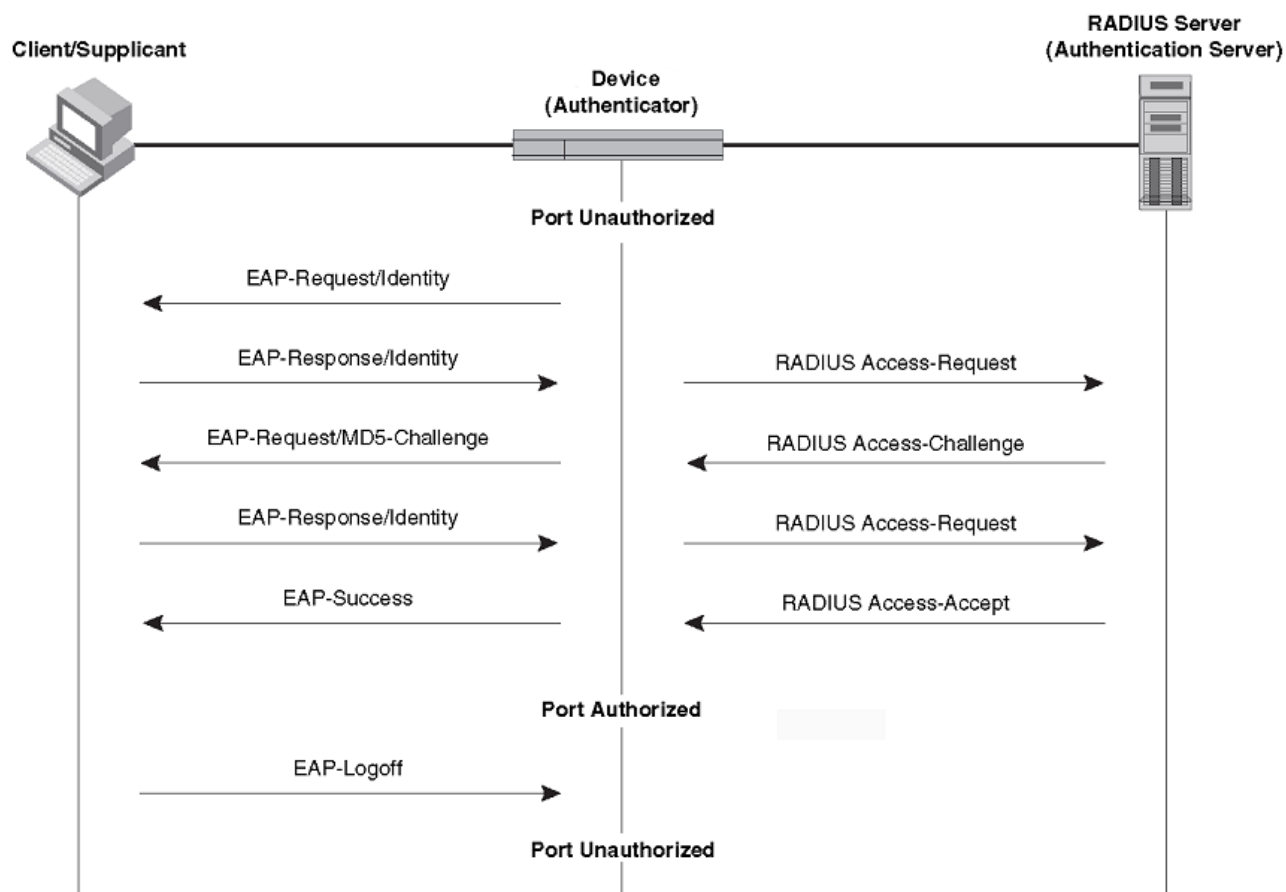 RADIUS Server
(Authentication Server)
Client/Supplicant
Device
(Authenticator)
Port Unauthorized
EAP-Request/Identity
EAP-Response/Identity
RADIUS Access-Request
EAP-Request/MD5-Challenge
RADIUS Access-Challenge
EAP-Response/Identity
RADIUS Access-Request
EAP-Success
RADIUS Access-Accept
Port Authorized
EAP-Logoff
Port Unauthorized